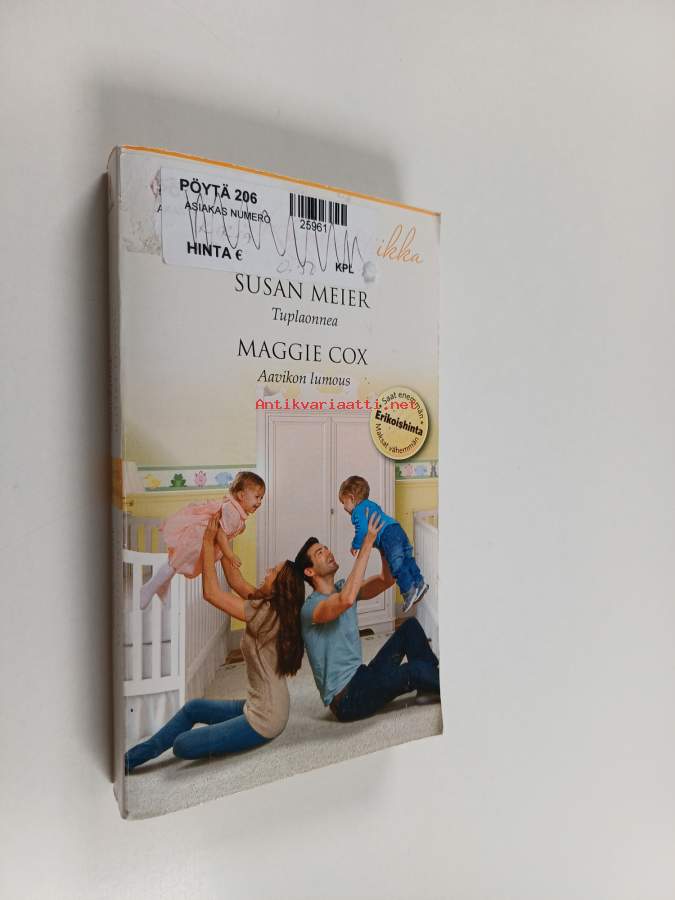 PÖYTÄ 206
ASIAKAS NUMERO
25961
HINTA €
KPL
ikka
SUSAN MEIER
Tuplaonnea
MAGGIE COX
Aavikon lumous
Antikvariaatti.net
Saat enemmän
Erikoishinta
Maksat vähemmän